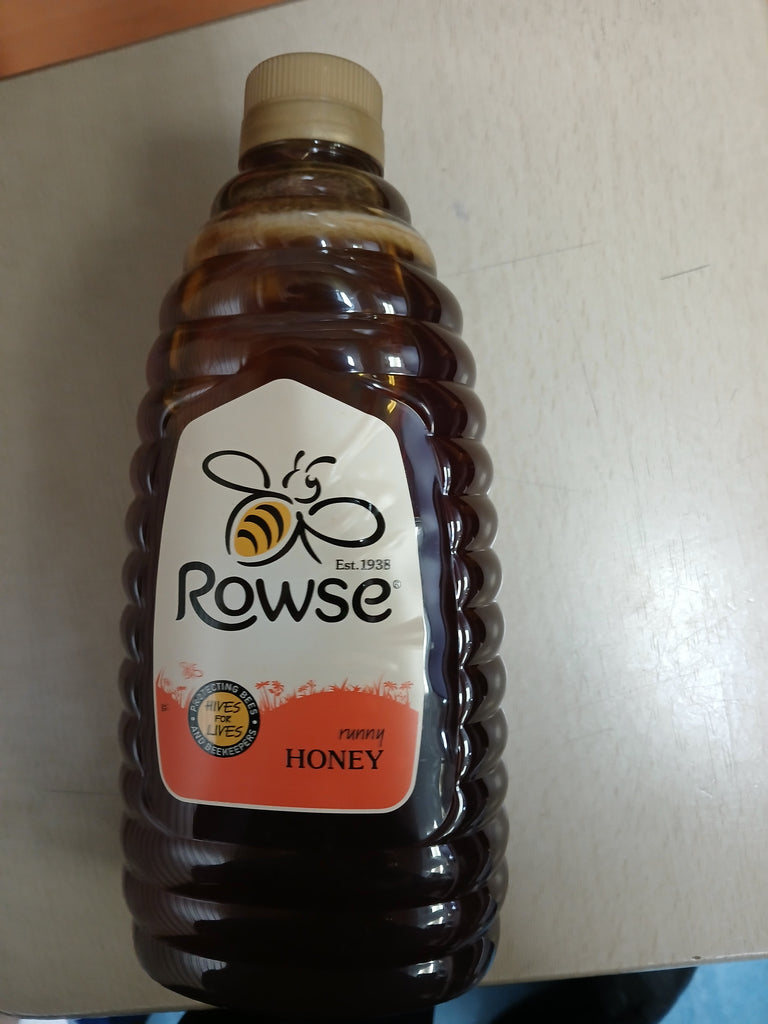 Est.1938
Rowse®
PROTECTING BEES
HIVES
FOR
LIVES
AND BEEKEEPERS
runny
HONEY